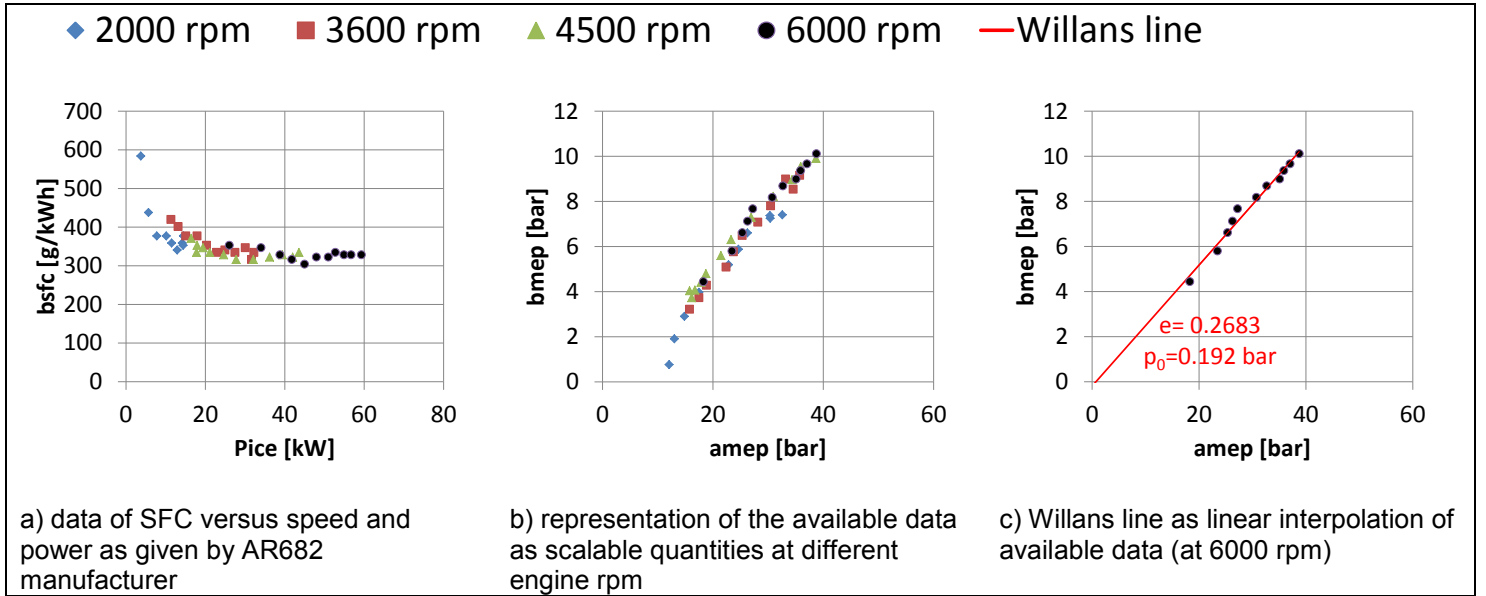 2000 rpm 3600 rpm 4500 rpm 6000 rpm Willans line
700
600
500
400
300
200
100
0
0 20 40 60 80
bsfc [g/kWh]
Pice [kW]
12
10
8
6
4
2
0
0 20 40 60
bmep [bar]
amep [bar]
12
10
8
6
4
2
0
0 20 40 60
bmep [bar]
amep [bar]
e= 0.2683
p₀=0.192 bar
a) data of SFC versus speed and
power as given by AR682
manufacturer
b) representation of the available data
as scalable quantities at different
engine rpm
c) Willans line as linear interpolation of
available data (at 6000 rpm)